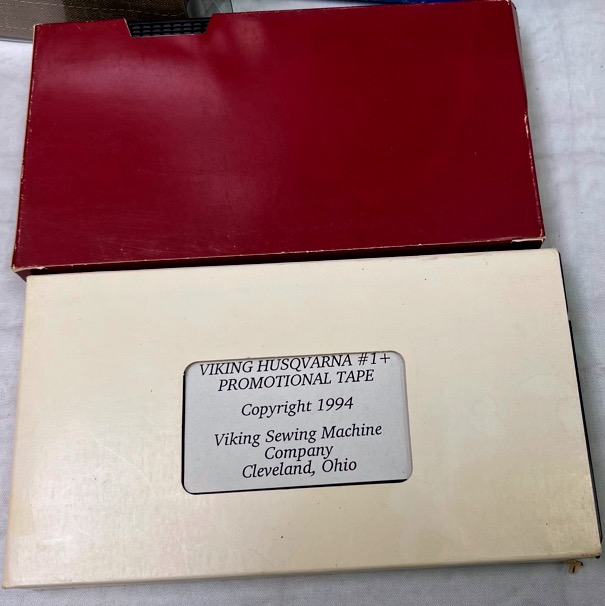 VIKING HUSQVARNA #1+
PROMOTIONAL TAPE
Copyright 1994
Viking Sewing Machine
Company
Cleveland, Ohio